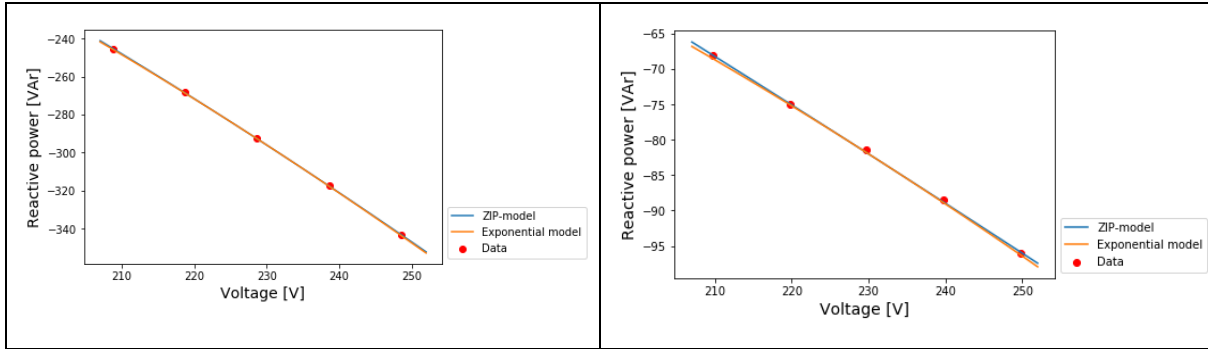 −240
−260
−280
−300
−320
−340
Reactive power [VAr]
210 220 230 240 250
Voltage [V]
ZIP-model
Exponential model
Data
−65
−70
−75
−80
−85
−90
−95
Reactive power [VAr]
210 220 230 240 250
Voltage [V]
ZIP-model
Exponential model
Data